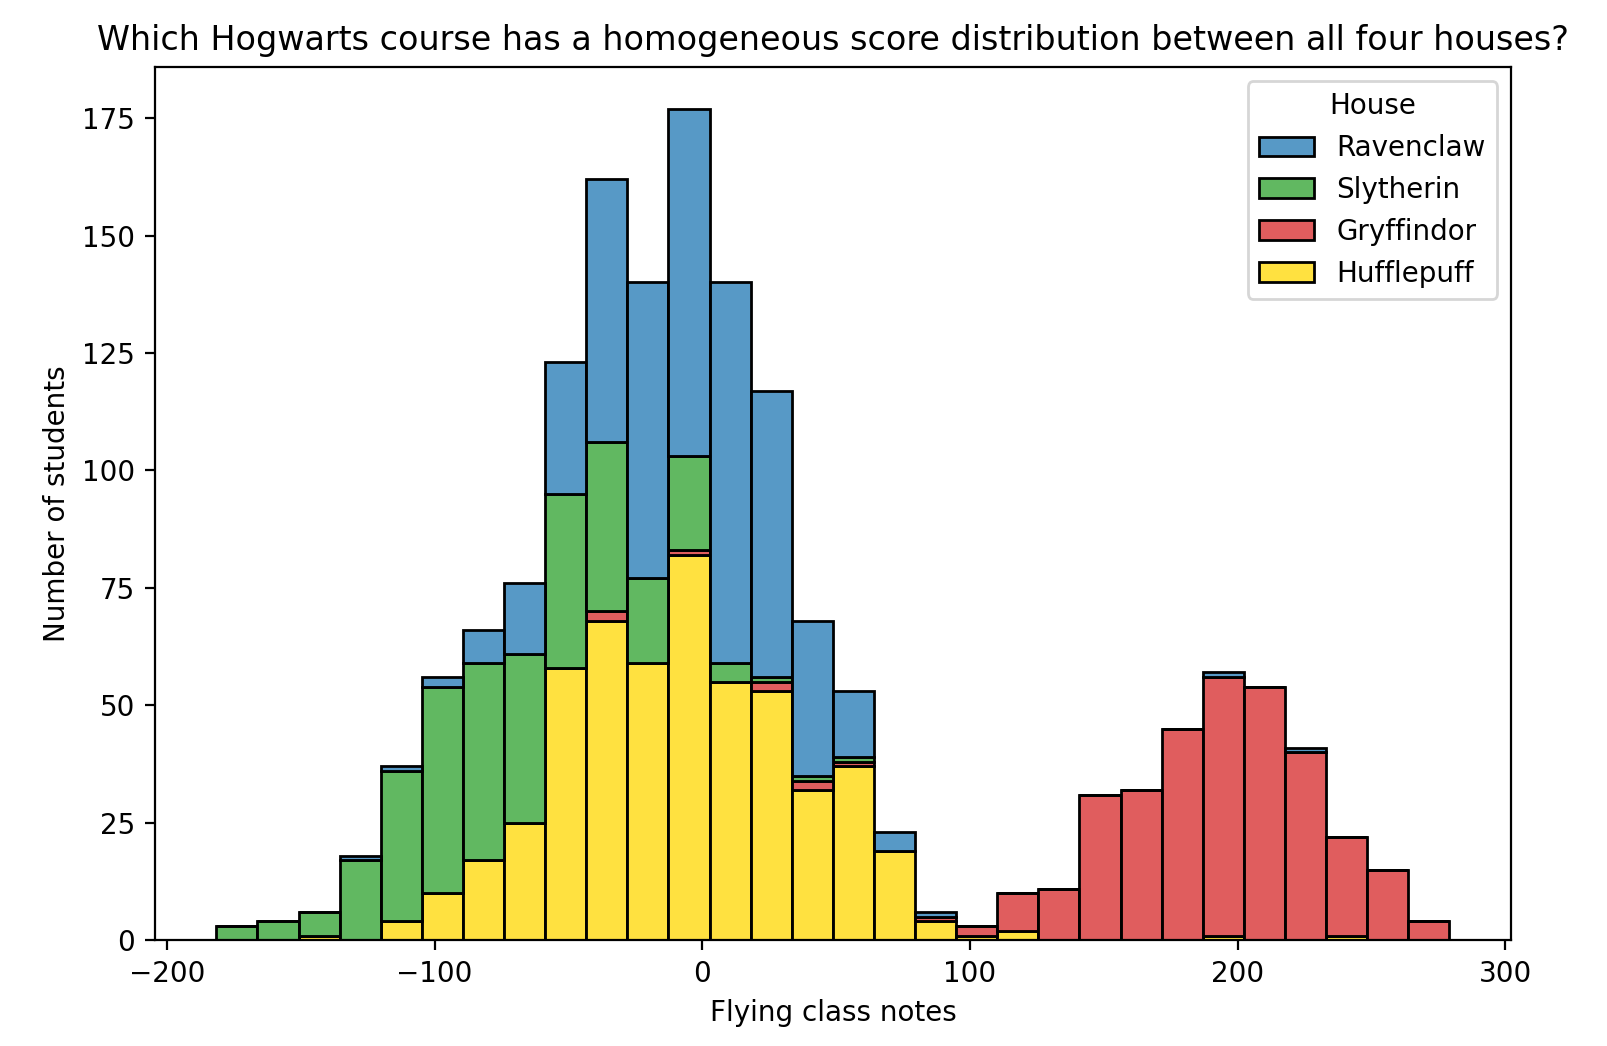 Which Hogwarts course has a homogeneous score distribution between all four houses?
House
Ravenclaw
Slytherin
Gryffindor
Hufflepuff
Number of students
175
150
125
100
75
50
25
0
−200
−100
0
100
200
300
Flying class notes